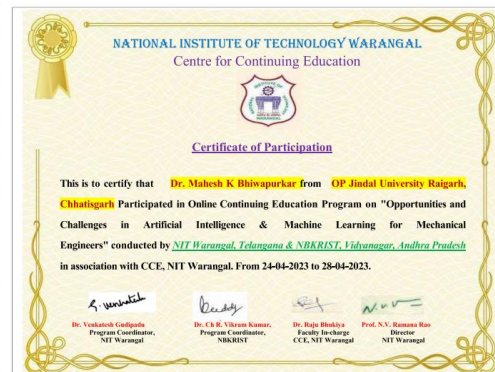 NATIONAL INSTITUTE OF TECHNOLOGY WARANGAL
Centre for Continuing Education
Certificate of Participation
This is to certify that Dr. Mahesh K Bhiwapurkar from OP Jindal University Raigarh,
Chhatisgarh Participated in Online Continuing Education Program on "Opportunities and
Challenges in Artificial Intelligence & Machine Learning for Mechanical
Engineers" conducted by NIT Warangal, Telangana & NBKRIST, Vidyanagar, Andhra Pradesh
in association with CCE, NIT Warangal. From 24-04-2023 to 28-04-2023.
Dr. Venkatesh Gudipadu
Program Coordinator,
NIT Warangal
Dr. Ch R. Vikram Kumar,
Program Coordinator,
NBKRIST
Dr. Raju Bhukiya
Faculty In-charge
CCE, NIT Warangal
Prof. N.V. Ramana Rao
Director
NIT Warangal